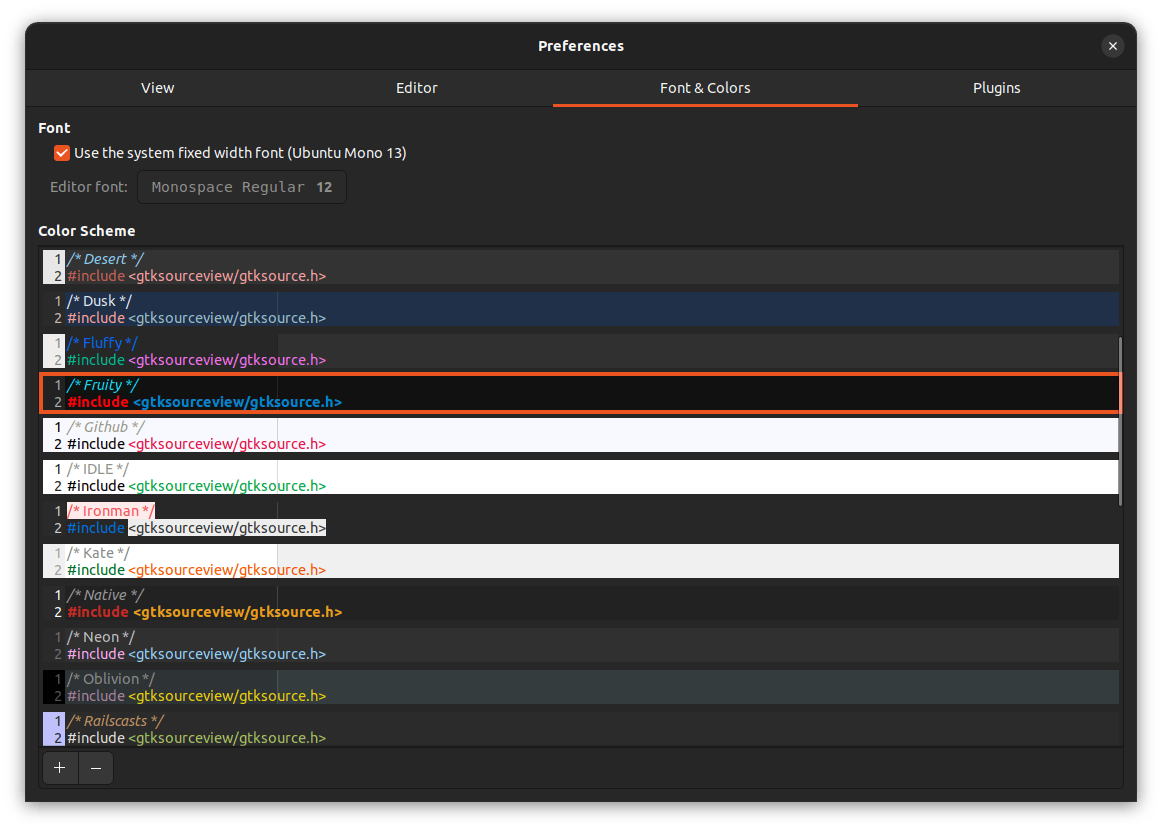 Preferences
View Editor Font & Colors Plugins
Font
Use the system fixed width font (Ubuntu Mono 13)
Editor font: Monospace Regular 12
Color Scheme
1 /* Desert */
2 #include <gtksourceview/gtksource.h>
1 /* Dusk */
2 #include <gtksourceview/gtksource.h>
1 /* Fluffy */
2 #include <gtksourceview/gtksource.h>
1 /* Fruity */
2 #include <gtksourceview/gtksource.h>
1 /* Github */
2 #include <gtksourceview/gtksource.h>
1 /* IDLE */
2 #include <gtksourceview/gtksource.h>
1 /* Ironman */
2 #include <gtksourceview/gtksource.h>
1 /* Kate */
2 #include <gtksourceview/gtksource.h>
1 /* Native */
2 #include <gtksourceview/gtksource.h>
1 /* Neon */
2 #include <gtksourceview/gtksource.h>
1 /* Oblivion */
2 #include <gtksourceview/gtksource.h>
1 /* Railscasts */
2 #include <gtksourceview/gtksource.h>